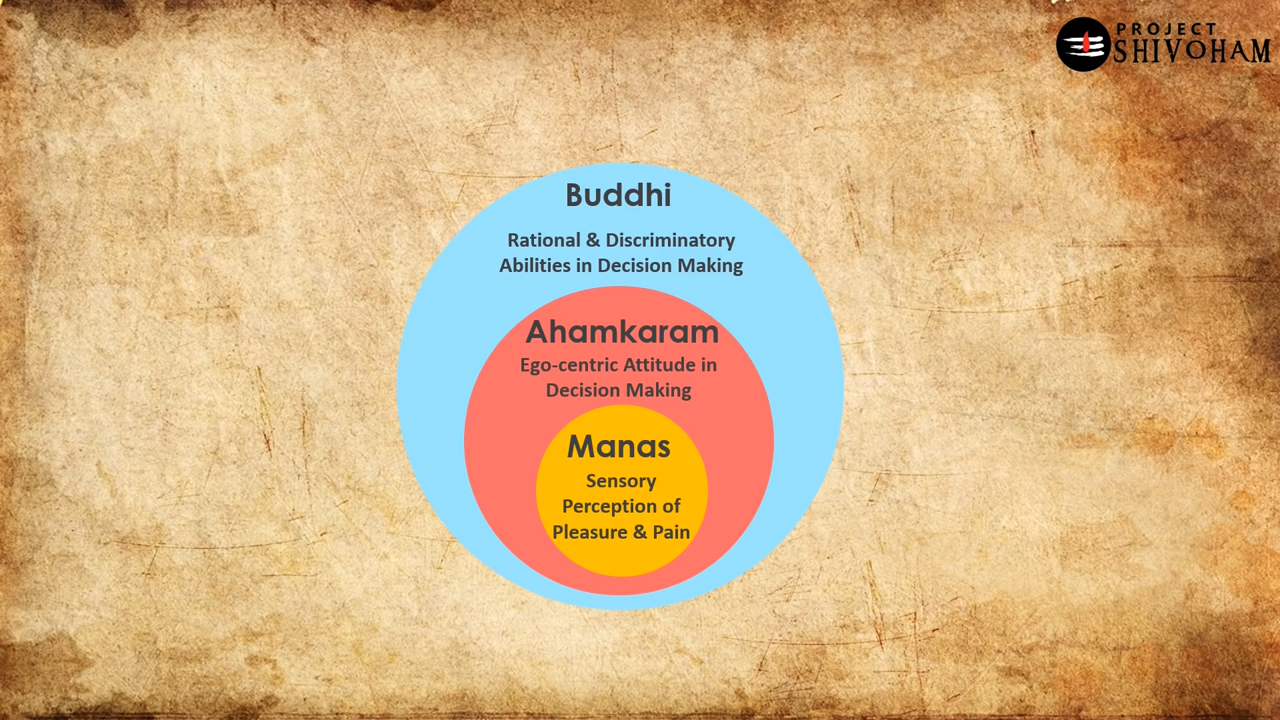 PROJECT
SHIVOHAM
Buddhi
Rational & Discriminatory
Abilities in Decision Making
Ahamkaram
Ego-centric Attitude in
Decision Making
Manas
Sensory
Perception of
Pleasure & Pain